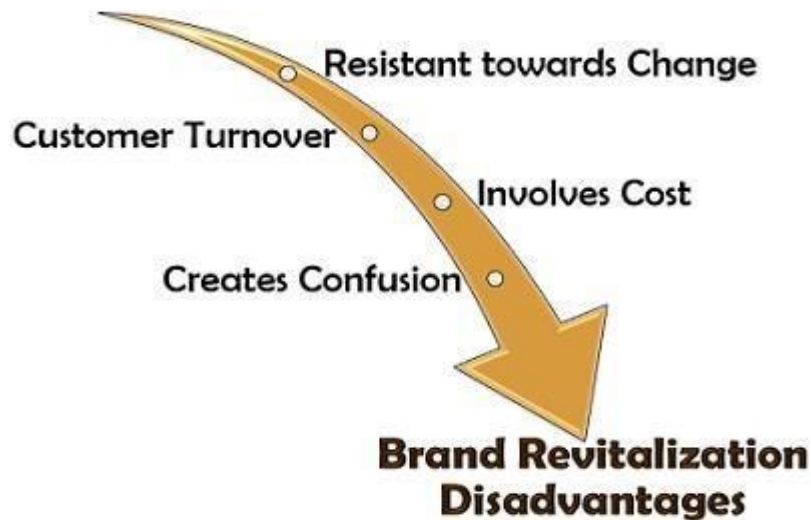 Resistant towards Change
Customer Turnover
Involves Cost
Creates Confusion
Brand Revitalization
Disadvantages